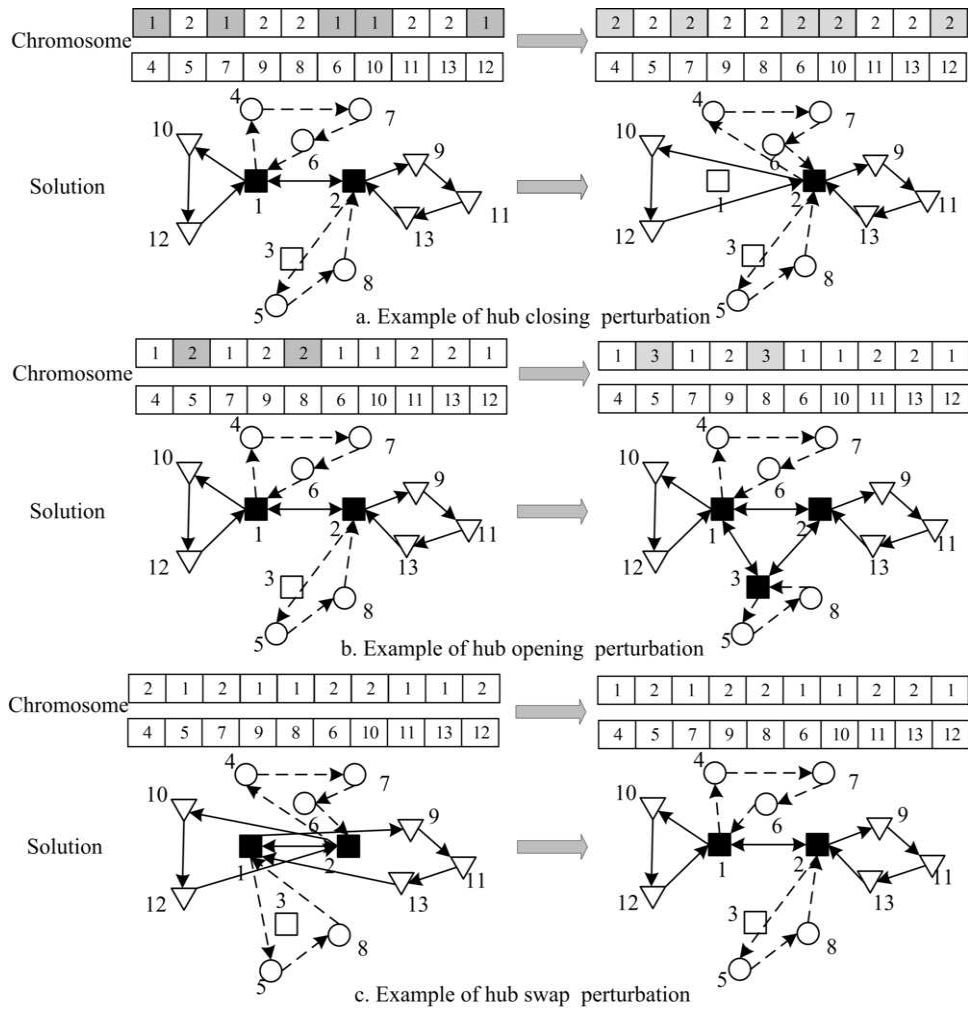 1 2 1 2 2 1 1 2 2 1 2 2 2 2 2 2 2 2 2 2
Chromosome
4 5 7 9 8 6 10 11 13 12 4 5 7 9 8 6 10 11 13 12
4 7 4 7
10 6 9 10 6 9
Solution
1 2 11 1 2 11
12 3 13 12 3 13
8 8
5 5
a. Example of hub closing perturbation
1 2 1 2 2 1 1 2 2 1 1 3 1 2 3 1 1 2 2 1
Chromosome
4 5 7 9 8 6 10 11 13 12 4 5 7 9 8 6 10 11 13 12
4 7 4 7
10 6 9 10 6 9
Solution
1 2 11 1 2 11
12 3 13 12 3 13
8 8
5 5
b. Example of hub opening perturbation
2 1 2 1 1 2 2 1 1 2 1 2 1 2 2 1 1 2 2 1
Chromosome
4 5 7 9 8 6 10 11 13 12 4 5 7 9 8 6 10 11 13 12
4 7 4 7
10 6 9 10 6 9
Solution
1 2 11 1 2 11
12 3 13 12 3 13
8 8
5 5
c. Example of hub swap perturbation